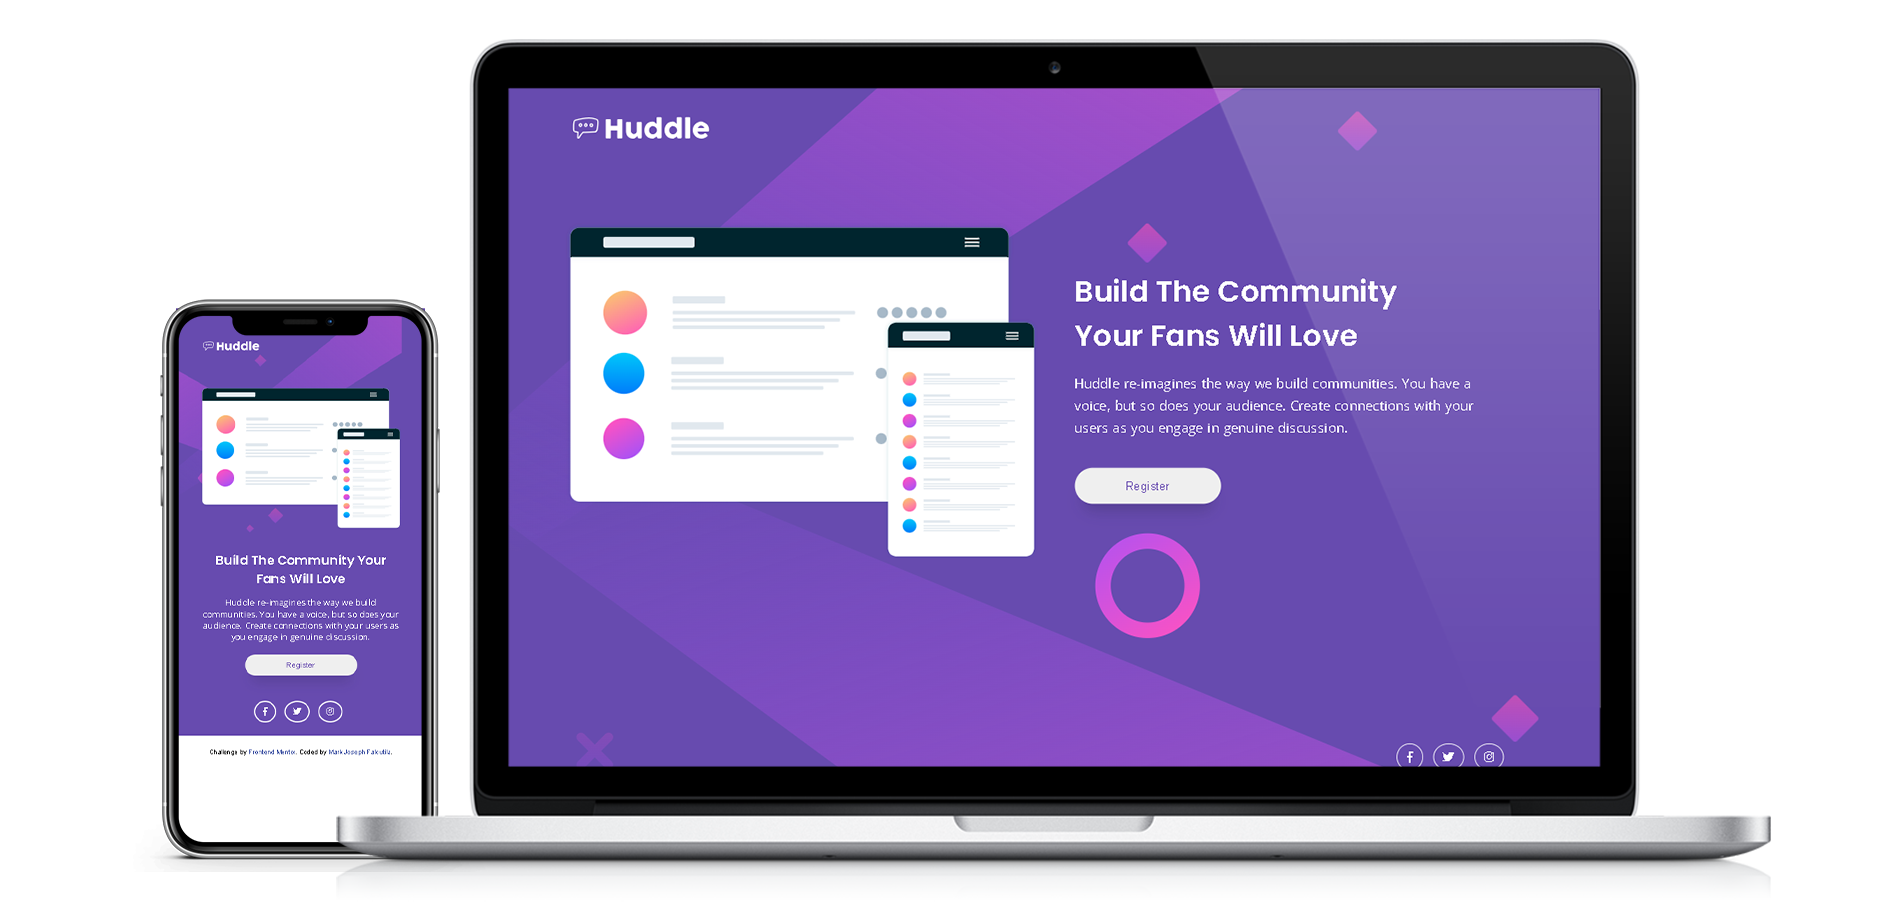 Huddle
Build The Community
Your Fans Will Love
Huddle re-imagines the way we build communities. You have a
voice, but so does your audience. Create connections with your
users as you engage in genuine discussion.
Register
Huddle
Build The Community Your
Fans Will Love
Huddle re-imagines the way we build
communities. You have a voice, but so does your
audience. Create connections with your users as
you engage in genuine discussion.
Register
Challenge by Frontend Mentor. Coded by Mark Joseph